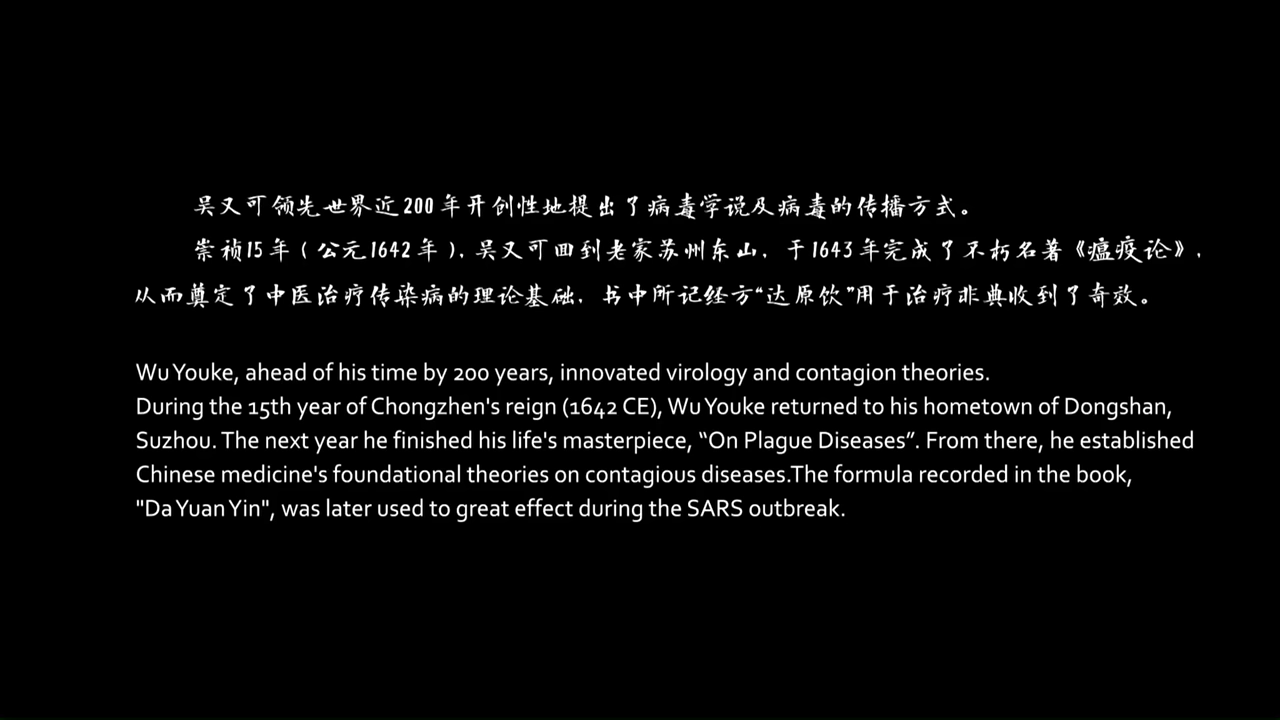 吴又可领先世界近200年开创性地提出了病毒学说及病毒的传播方式。
崇祯15年（公元1642年），吴又可回到老家苏州东山，于1643年完成了不朽名著《瘟疫论》，
从而奠定了中医治疗传染病的理论基础，书中所记经方“达原饮”用于治疗非典收到了奇效。
Wu Youke, ahead of his time by 200 years, innovated virology and contagion theories.
During the 15th year of Chongzhen's reign (1642 CE), Wu Youke returned to his hometown of Dongshan,
Suzhou. The next year he finished his life's masterpiece, “On Plague Diseases”. From there, he established
Chinese medicine's foundational theories on contagious diseases.The formula recorded in the book,
"Da Yuan Yin", was later used to great effect during the SARS outbreak.